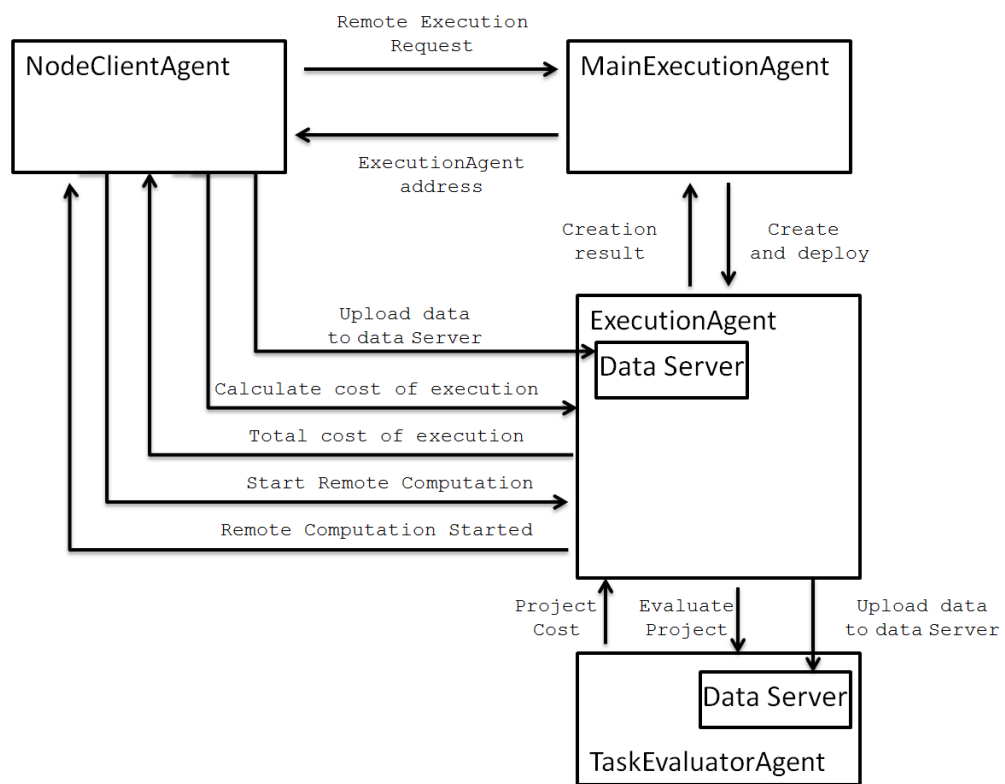 Remote Execution
Request
NodeClientAgent
MainExecutionAgent
ExecutionAgent
address
Creation
result
Create
and deploy
Upload data
to data Server
ExecutionAgent
Data Server
Calculate cost of execution
Total cost of execution
Start Remote Computation
Remote Computation Started
Project
Cost
Evaluate
Project
Upload data
to data Server
Data Server
TaskEvaluatorAgent